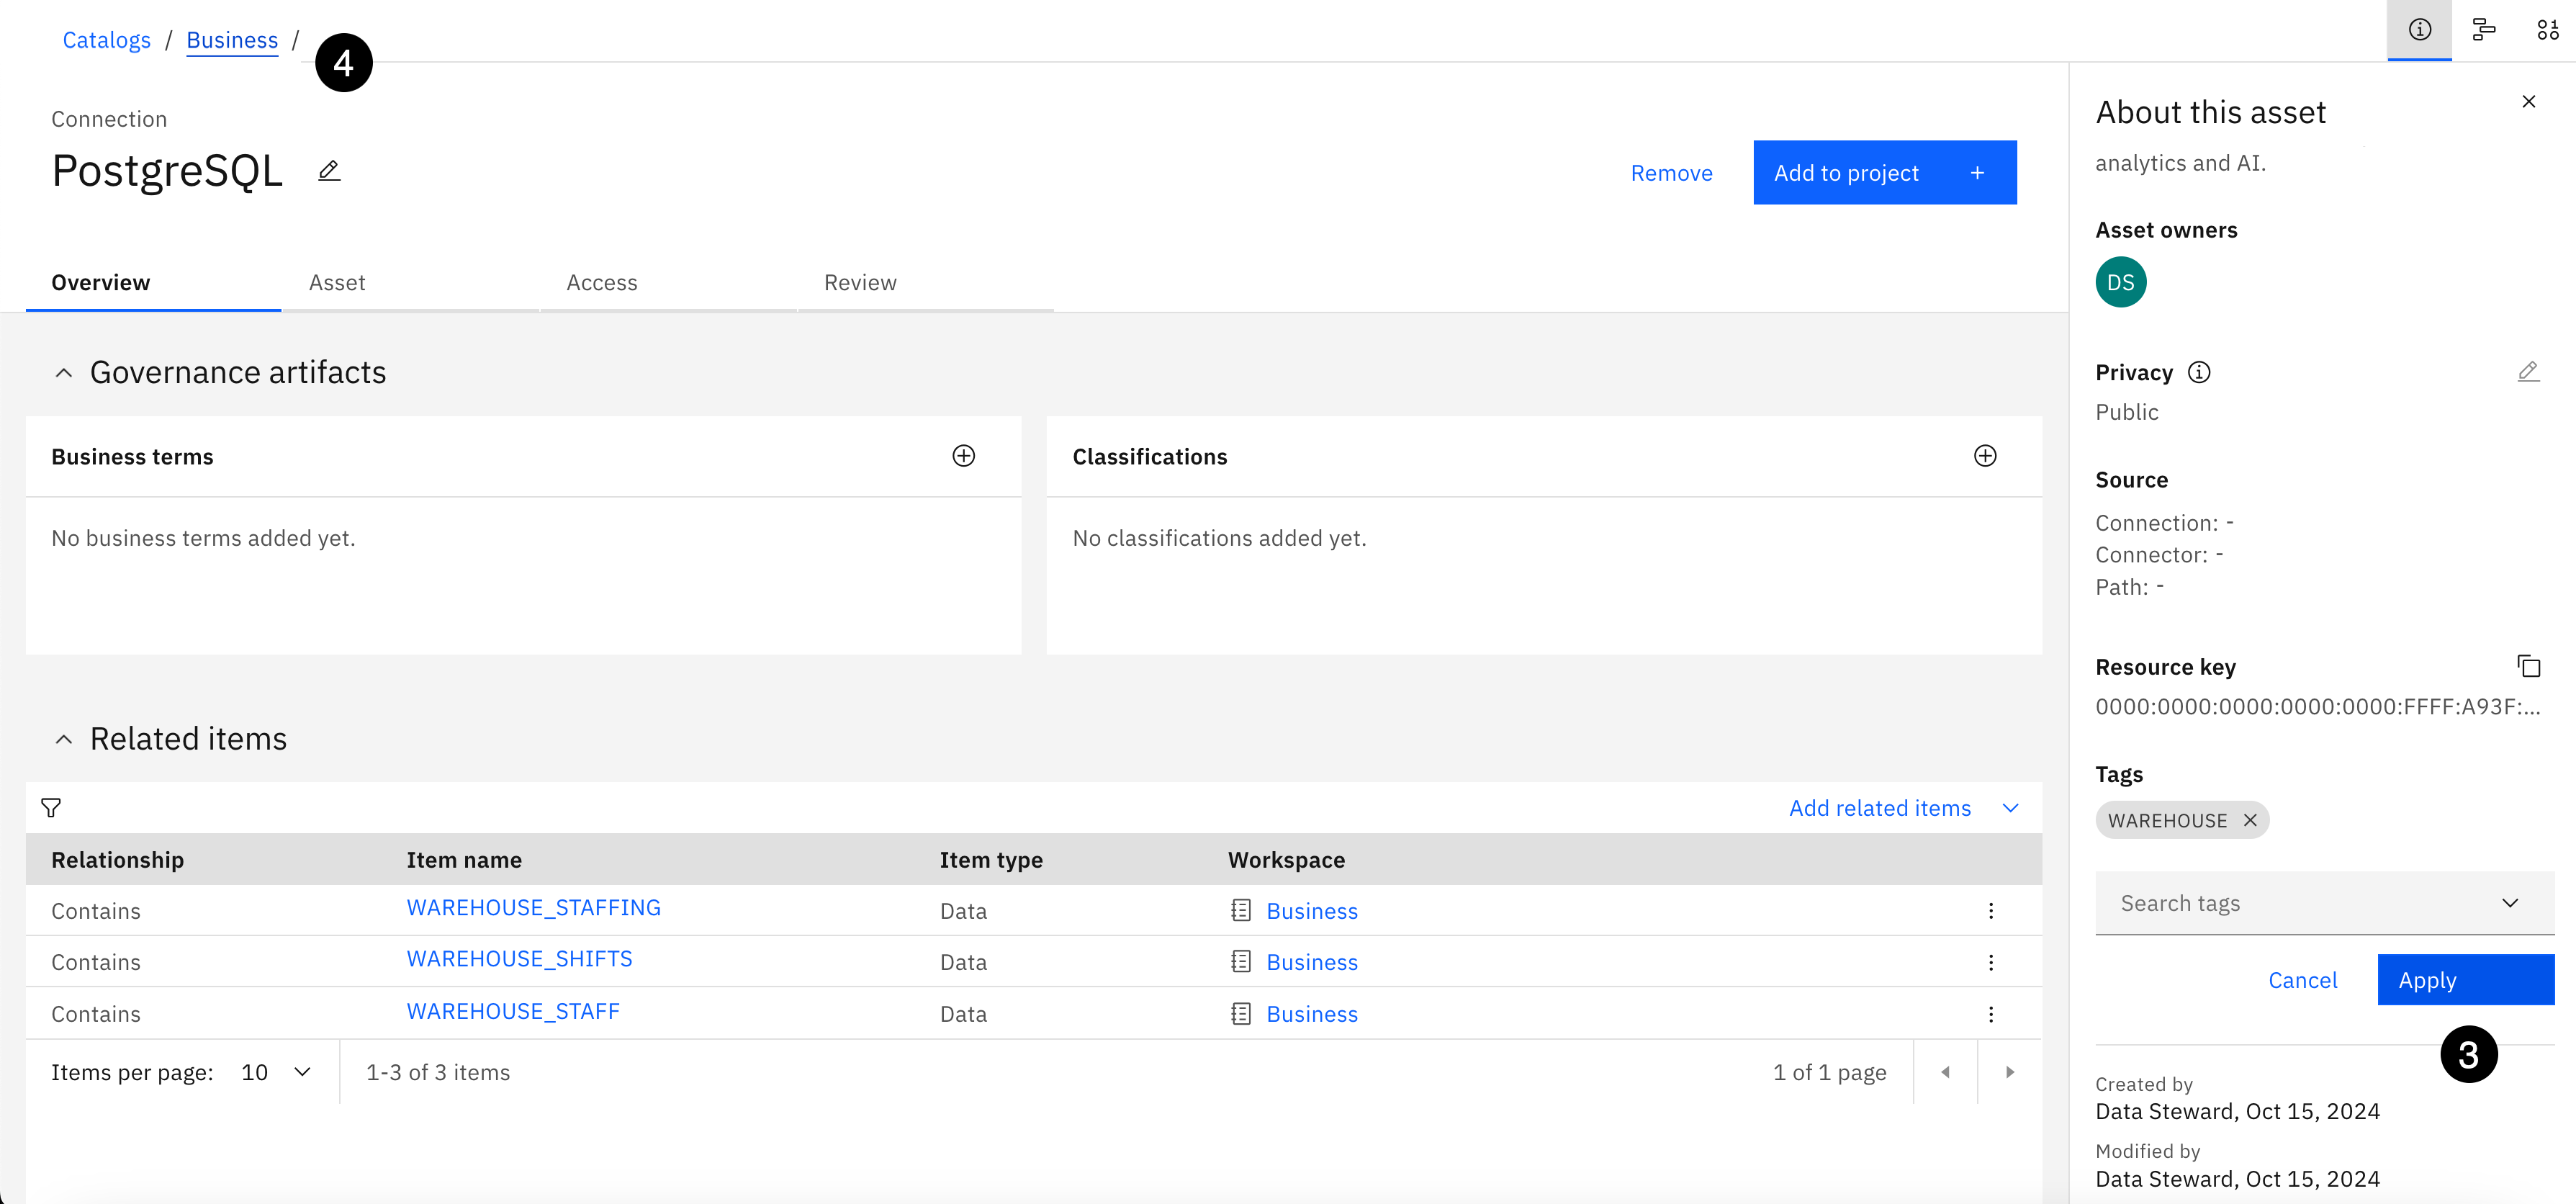 Catalogs / Business /
4
Connection
PostgreSQL
Remove
Add to project +
Overview
Asset
Access
Review
Governance artifacts
Business terms
No business terms added yet.
Classifications
No classifications added yet.
Related items
Add related items
Relationship Item name Item type Workspace
Contains WAREHOUSE_STAFFING Data Business
Contains WAREHOUSE_SHIFTS Data Business
Contains WAREHOUSE_STAFF Data Business
Items per page: 10 1-3 of 3 items 1 of 1 page
About this asset
analytics and AI.
Asset owners
DS
Privacy
Public
Source
Connection: -
Connector: -
Path: -
Resource key
0000:0000:0000:0000:0000:FFFF:A93F:...
Tags
WAREHOUSE
Search tags
Cancel Apply
3
Created by
Data Steward, Oct 15, 2024
Modified by
Data Steward, Oct 15, 2024